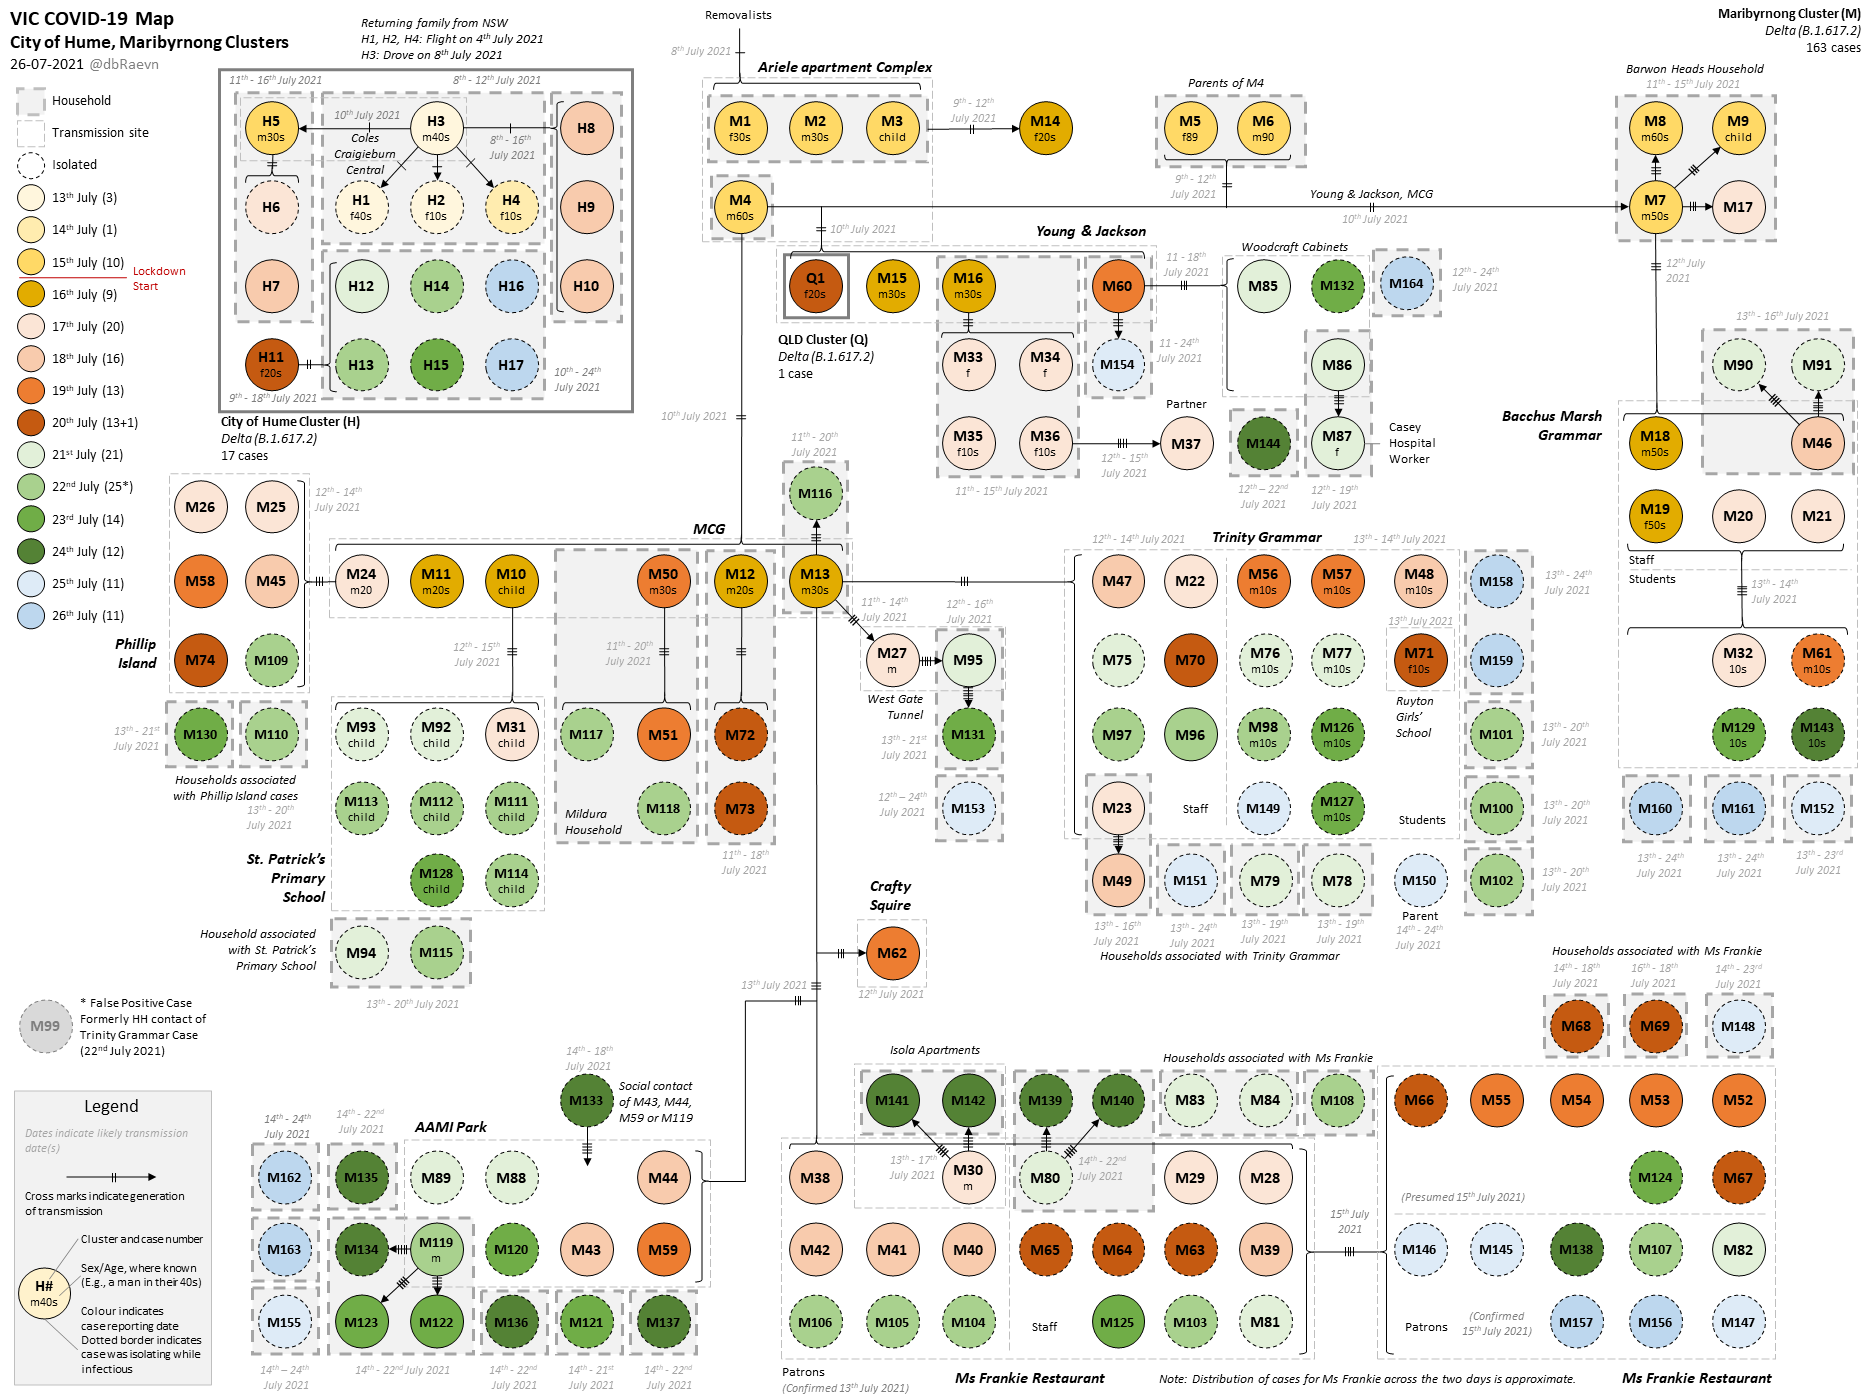 VIC COVID-19 Map
City of Hume, Maribyrnong Clusters
26-07-2021 @dbRaevn
Household
Transmission site
Isolated
13th July (3)
14th July (1)
15th July (10)
Lockdown
Start
16th July (9)
17th July (20)
18th July (16)
19th July (13)
20th July (13+1)
21st July (21)
22nd July (25*)
23rd July (14)
24th July (12)
25th July (11)
26th July (11)
Returning family from NSW
H1, H2, H4: Flight on 4th July 2021
H3: Drove on 8th July 2021
11th - 16th July 2021
8th - 12th July 2021
H5
m30s
10th July 2021
H3
m40s
H8
Coles
Craigieburn
Central
8th - 16th
July 2021
H6
H1
f40s
H2
f10s
H4
f10s
H9
H7
H12
H14
H16
H10
H11
f20s
H13
H15
H17
9th - 18th July 2021
10th - 24th
July 2021
City of Hume Cluster (H)
Delta (B.1.617.2)
17 cases
Removalists
8th July 2021
Ariele apartment Complex
M1
f30s
M2
m30s
M3
child
9th - 12th
July 2021
M14
f20s
M4
m60s
Parents of M4
M5
f89
M6
m90
9th - 12th
July 2021
Young & Jackson, MCG
10th July 2021
Maribyrnong Cluster (M)
Delta (B.1.617.2)
163 cases
Barwon Heads Household
11th - 15th July 2021
M8
m60s
M9
child
M7
m50s
M17
12th July
2021
10th July 2021
Young & Jackson
Q1
f20s
M15
m30s
M16
m30s
M60
11 - 18th
July 2021
QLD Cluster (Q)
Delta (B.1.617.2)
1 case
M33
f
M34
f
M154
11 - 24th
July 2021
M35
f10s
M36
f10s
Partner
M37
12th - 15th
July 2021
11th - 15th July 2021
Woodcraft Cabinets
M85
M132
M164
12th - 24th
July 2021
M86
M144
M87
f
Casey
Hospital
Worker
12th – 22nd
July 2021
12th - 19th
July 2021
13th - 16th July 2021
M90
M91
Bacchus Marsh
Grammar
M18
m50s
M46
M19
f50s
M20
M21
Staff
Students
13th - 14th
July 2021
M32
10s
M61
m10s
M129
10s
M143
10s
M160
M161
M152
13th - 24th
July 2021
13th - 24th
July 2021
13th - 23rd
July 2021
10th July 2021
M26
M25
12th - 14th
July 2021
M58
M45
M74
M109
Phillip
Island
M130
M110
13th - 21st
July 2021
Households associated
with Phillip Island cases
13th - 20th
July 2021
MCG
M24
m20
M11
m20s
M10
child
M50
m30s
M12
m20s
M13
m30s
11th - 20th
July 2021
M116
12th - 15th
July 2021
11th - 20th
July 2021
M93
child
M92
child
M31
child
M113
child
M112
child
M111
child
M128
child
M114
child
St. Patrick's
Primary
School
Household associated
with St. Patrick's
Primary School
M94
M115
13th - 20th July 2021
M117
M51
M118
Mildura
Household
M72
M73
11th - 18th
July 2021
11th - 14th
July 2021
M27
m
12th - 16th
July 2021
M95
West Gate
Tunnel
M131
13th - 21st
July 2021
M153
12th – 24th
July 2021
12th - 14th July 2021
Trinity Grammar
13th - 14th July 2021
M47
M22
M56
m10s
M57
m10s
M48
m10s
M75
M70
M76
m10s
M77
m10s
13th July 2021
M71
f10s
Ruyton
Girls'
School
M97
M96
M98
m10s
M126
m10s
M23
Staff
M149
M127
m10s
Students
M49
M151
M79
M78
M150
Parent
14th - 24th
July 2021
13th - 16th
July 2021
13th - 24th
July 2021
13th - 19th
July 2021
13th - 19th
July 2021
Households associated with Trinity Grammar
M158
13th - 24th
July 2021
M159
M101
13th - 20th
July 2021
M100
13th - 20th
July 2021
M102
13th - 20th
July 2021
Crafty
Squire
M62
12th July 2021
13th July 2021
M99
* False Positive Case
Formerly HH contact of
Trinity Grammar Case
(22nd July 2021)
Legend
Dates indicate likely transmission
date(s)
Cross marks indicate generation
of transmission
Cluster and case number
Sex/Age, where known
(E.g., a man in their 40s)
H#
m40s
Colour indicates
case reporting date
Dotted border indicates
case was isolating while
infectious
14th - 18th
July 2021
M133
Social contact
of M43, M44,
M59 or M119
14th - 24th
July 2021
14th - 22nd
July 2021
AAMI Park
M162
M135
M89
M88
M44
M163
M134
M119
m
M120
M43
M59
M155
M123
M122
M136
M121
M137
14th – 24th
July 2021
14th - 22nd July 2021
14th - 22nd
July 2021
14th - 21st
July 2021
14th - 22nd
July 2021
Isola Apartments
M141
M142
M139
M140
Households associated with Ms Frankie
M83
M84
M108
M38
13th - 17th
July 2021
M30
m
M80
14th - 22nd
July 2021
M29
M28
M42
M41
M40
M65
M64
M63
M39
M106
M105
M104
Staff
M125
M103
M81
Patrons
(Confirmed 13th July 2021)
Ms Frankie Restaurant
15th July
2021
Households associated with Ms Frankie
14th - 18th
July 2021
16th - 18th
July 2021
14th - 23rd
July 2021
M68
M69
M148
M66
M55
M54
M53
M52
(Presumed 15th July 2021)
M124
M67
M146
M145
M138
M107
M82
Patrons
(Confirmed
15th July 2021)
M157
M156
M147
Note: Distribution of cases for Ms Frankie across the two days is approximate.
Ms Frankie Restaurant